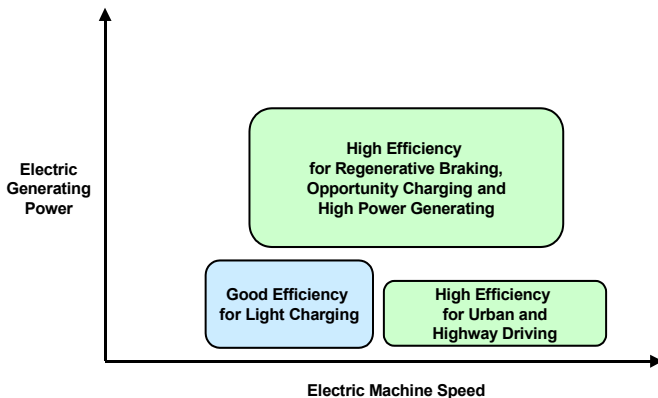 High Efficiency
for Regenerative Braking,
Opportunity Charging and
High Power Generating
Electric
Generating
Power
Good Efficiency
for Light Charging
High Efficiency
for Urban and
Highway Driving
Electric Machine Speed